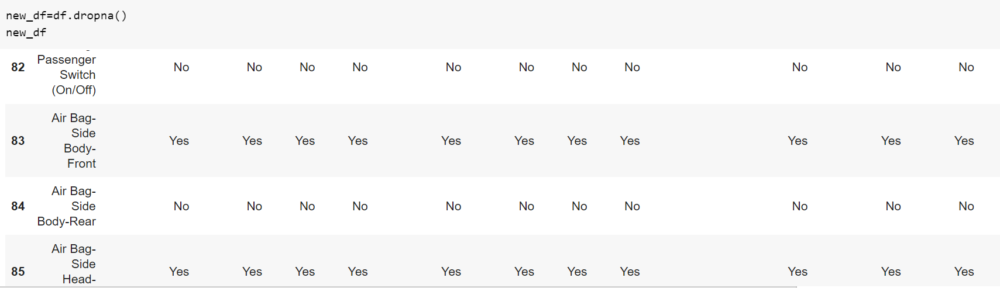 new_df=df.dropna()
new_df
Passenger
82 Switch No No No No No No No No No No No
(On/Off)
Air Bag-
Side
83 Body- Yes Yes Yes Yes Yes Yes Yes Yes Yes Yes Yes
Front
Air Bag-
84 Side No No No No No No No No No No No
Body-Rear
Air Bag-
Side
85 Head- Yes Yes Yes Yes Yes Yes Yes Yes Yes Yes Yes